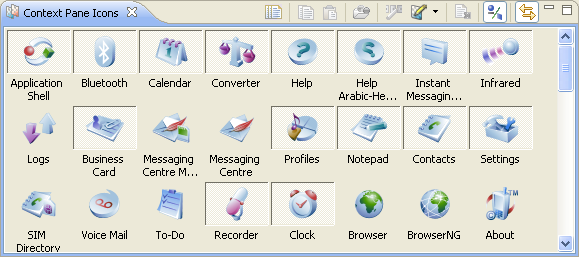 Context Pane Icons
Application Shell
Bluetooth
Calendar
Converter
Help
Help Arabic-He...
Instant Messagin...
Infrared
Logs
Business Card
Messaging Centre M...
Messaging Centre
Profiles
Notepad
Contacts
Settings
SIM Directory
Voice Mail
To-Do
Recorder
Clock
Browser
BrowserNG
TM
About